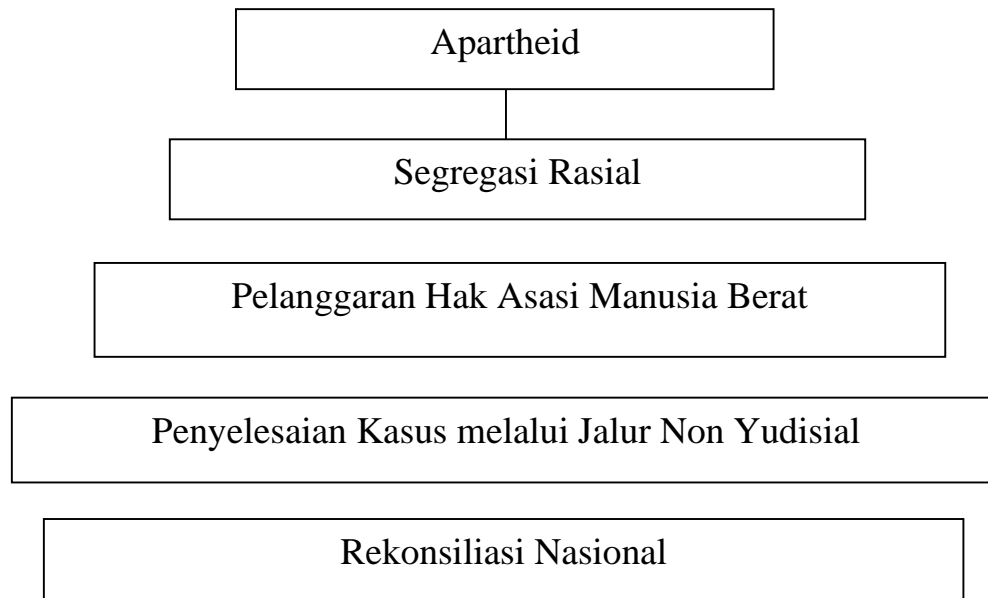 Apartheid
Segregasi Rasial
Pelanggaran Hak Asasi Manusia Berat
Penyelesaian Kasus melalui Jalur Non Yudisial
Rekonsiliasi Nasional